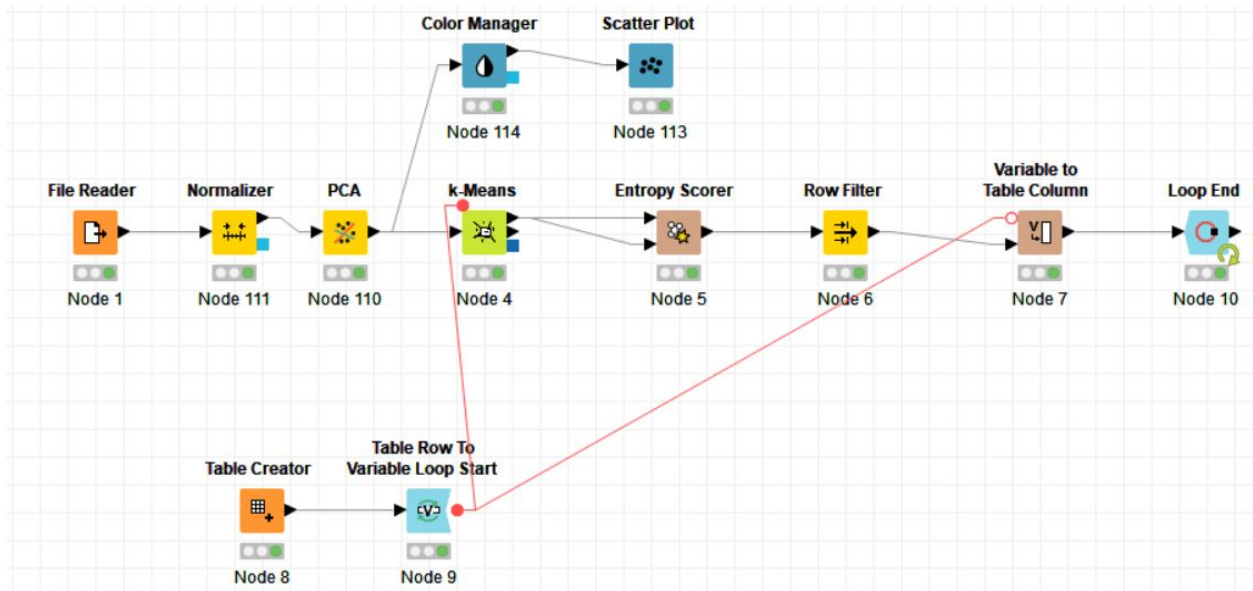 Color Manager
Scatter Plot
Node 114
Node 113
File Reader
Normalizer
PCA
k-Means
Entropy Scorer
Row Filter
Variable to
Table Column
Loop End
V
Node 1
Node 111
Node 110
Node 4
Node 5
Node 6
Node 7
Node 10
Table Creator
Table Row To
Variable Loop Start
V
Node 8
Node 9